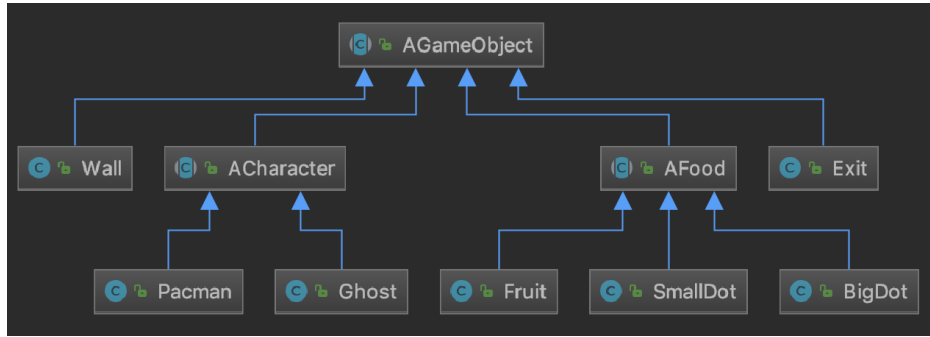 AGameObject
Wall
ACharacter
AFood
Exit
Pacman
Ghost
Fruit
SmallDot
BigDot